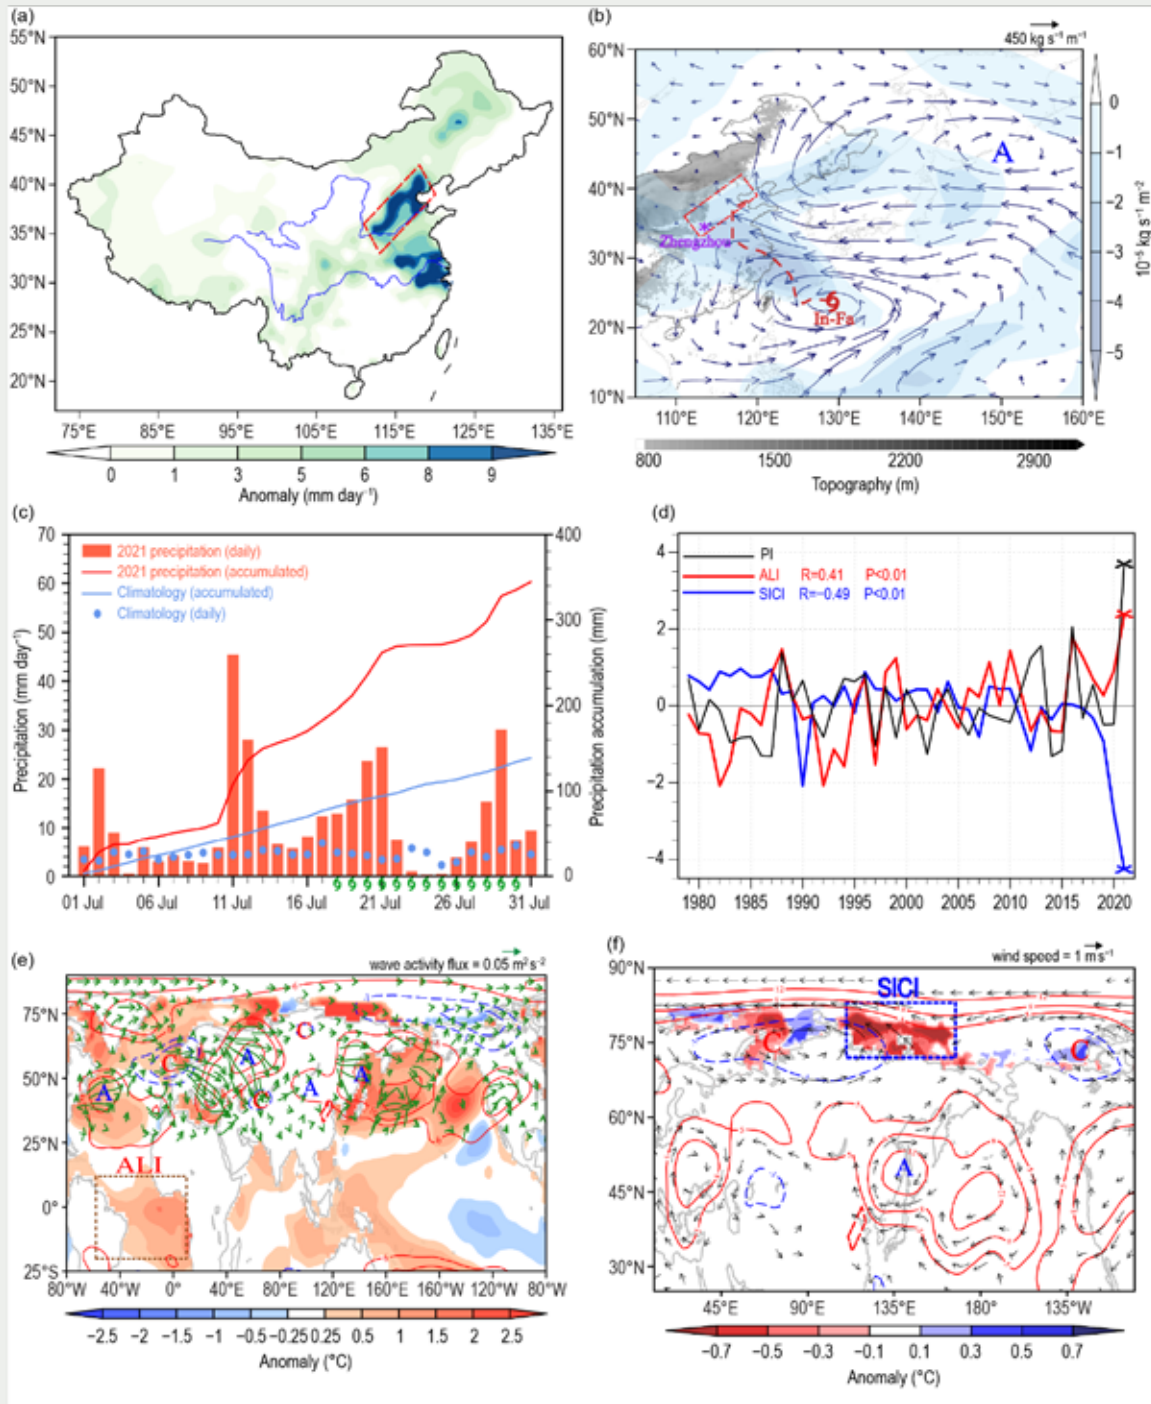 (a)
55°N
50°N
45°N
40°N
35°N
30°N
25°N
20°N
75°E 85°E 95°E 105°E 115°E 125°E 135°E
0 1 3 5 6 8 9
Anomaly (mm day⁻¹)
(b)
450 kg s⁻¹ m⁻¹
60°N
50°N
40°N
30°N
20°N
10°N
A
Zhengzhou
In-Fa
110°E 120°E 130°E 140°E 150°E 160°E
0
−1
−2
−3
−4
−5
10⁻⁵ kg s⁻¹ m⁻²
800 1500 2200 2900
Topography (m)
(c)
70
60
50
40
30
20
10
0
Precipitation (mm day⁻¹)
2021 precipitation (daily)
2021 precipitation (accumulated)
Climatology (accumulated)
Climatology (daily)
400
300
200
100
0
Precipitation accumulation (mm)
01 Jul 06 Jul 11 Jul 16 Jul 21 Jul 26 Jul 31 Jul
(d)
4
2
0
−2
−4
PI
ALI R=0.41 P<0.01
SICI R=−0.49 P<0.01
1980 1985 1990 1995 2000 2005 2010 2015 2020
(e)
wave activity flux = 0.05 m² s⁻²
75°N
50°N
25°N
0°
25°S
C
C
A
A
A
A
C
ALI
80°W 40°W 0° 40°E 80°E 120°E 160°E 160°W 120°W 80°W
−2.5 −2 −1.5 −1 −0.5 −0.25 0.25 0.5 1 1.5 2 2.5
Anomaly (°C)
(f)
wind speed = 1 m s⁻¹
90°N
75°N
60°N
45°N
30°N
SICI
C
C
A
45°E 90°E 135°E 180° 135°W
−0.7 −0.5 −0.3 −0.1 0.1 0.3 0.5 0.7
Anomaly (°C)